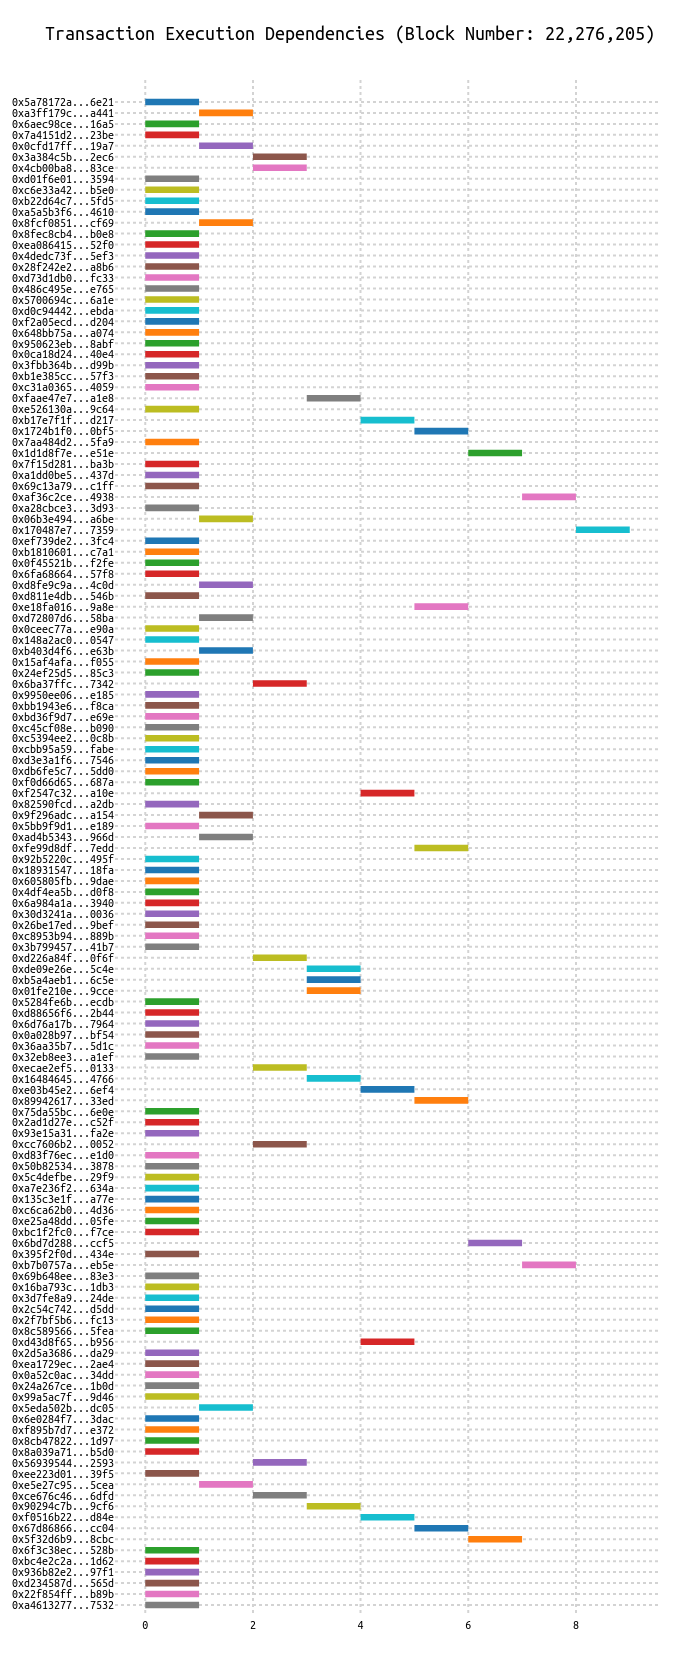 Transaction Execution Dependencies (Block Number: 22,276,205)
0x5a78172a...6e21
0xa3ff179c...a441
0x6aec98ce...16a5
0x7a4151d2...23be
0x0cfd17ff...19a7
0x3a384c5b...2ec6
0x4cb00ba8...83ce
0xd01f6e01...3594
0xc6e33a42...b5e0
0xb22d64c7...5fd5
0xa5a5b3f6...4610
0x8fcf0851...cf69
0x8fec8cb4...b0e8
0xea086415...52f0
0x4dedc73f...5ef3
0x28f242e2...a8b6
0xd73d1db0...fc33
0x486c495e...e765
0x5700694c...6a1e
0xd0c94442...ebda
0xf2a05ecd...d204
0x648bb75a...a074
0x950623eb...8abf
0x0ca18d24...40e4
0x3fbb364b...d99b
0xb1e385cc...57f3
0xc31a0365...4059
0xfaae47e7...a1e8
0xe526130a...9c64
0xb17e7f1f...d217
0x1724b1f0...0bf5
0x7aa484d2...5fa9
0x1d1d8f7e...e51e
0x7f15d281...ba3b
0xa1dd0be5...437d
0x69c13a79...c1ff
0xaf36c2ce...4938
0xa28cbce3...3d93
0x06b3e494...a6be
0x170487e7...7359
0xef739de2...3fc4
0xb1810601...c7a1
0x0f45521b...f2fe
0x6fa68664...57f8
0xd8fe9c9a...4c0d
0xd811e4db...546b
0xe18fa016...9a8e
0xd72807d6...58ba
0x0ceec77a...e90a
0x148a2ac0...0547
0xb403d4f6...e63b
0x15af4afa...f055
0x24ef25d5...85c3
0x6ba37ffc...7342
0x9950ee06...e185
0xbb1943e6...f8ca
0xbd36f9d7...e69e
0xc45cf08e...b090
0xc5394ee2...0c8b
0xcbb95a59...fabe
0xd3e3a1f6...7546
0xdb6fe5c7...5dd0
0xf0d66d65...687a
0xf2547c32...a10e
0x82590fcd...a2db
0x9f296adc...a154
0x5bb9f9d1...e189
0xad4b5343...966d
0xfe99d8df...7edd
0x92b5220c...495f
0x18931547...18fa
0x605805fb...9dae
0x4df4ea5b...d0f8
0x6a984a1a...3940
0x30d3241a...0036
0x26be17ed...9bef
0xc8953b94...889b
0x3b799457...41b7
0xd226a84f...0f6f
0xde09e26e...5c4e
0xb5a4aeb1...6c5e
0x01fe210e...9cce
0x5284fe6b...ecdb
0xd88656f6...2b44
0x6d76a17b...7964
0x0a028b97...bf54
0x36aa35b7...5d1c
0x32eb8ee3...a1ef
0xecae2ef5...0133
0x16484645...4766
0xe03b45e2...6ef4
0x89942617...33ed
0x75da55bc...6e0e
0x2ad1d27e...c52f
0x93e15a31...fa2e
0xcc7606b2...0052
0xd83f76ec...e1d0
0x50b82534...3878
0x5c4defbe...29f9
0xa7e236f2...634a
0x135c3e1f...a77e
0xc6ca62b0...4d36
0xe25a48dd...05fe
0xbc1f2fc0...f7ce
0x6bd7d288...ccf5
0x395f2f0d...434e
0xb7b0757a...eb5e
0x69b648ee...83e3
0x16ba793c...1db3
0x3d7fe8a9...24de
0x2c54c742...d5dd
0x2f7bf5b6...fc13
0x8c589566...5fea
0xd43d8f65...b956
0x2d5a3686...da29
0xea1729ec...2ae4
0x0a52c0ac...34dd
0x24a267ce...1b0d
0x99a5ac7f...9d46
0x5eda502b...dc05
0x6e0284f7...3dac
0xf895b7d7...e372
0x8cb47822...1d97
0x8a039a71...b5d0
0x56939544...2593
0xee223d01...39f5
0xe5e27c95...5cea
0xce676c46...6dfd
0x90294c7b...9cf6
0xf0516b22...d84e
0x67d86866...cc04
0x5f32d6b9...8cbc
0x6f3c38ec...528b
0xbc4e2c2a...1d62
0x936b82e2...97f1
0xd234587d...565d
0x22f854ff...b89b
0xa4613277...7532
0 2 4 6 8